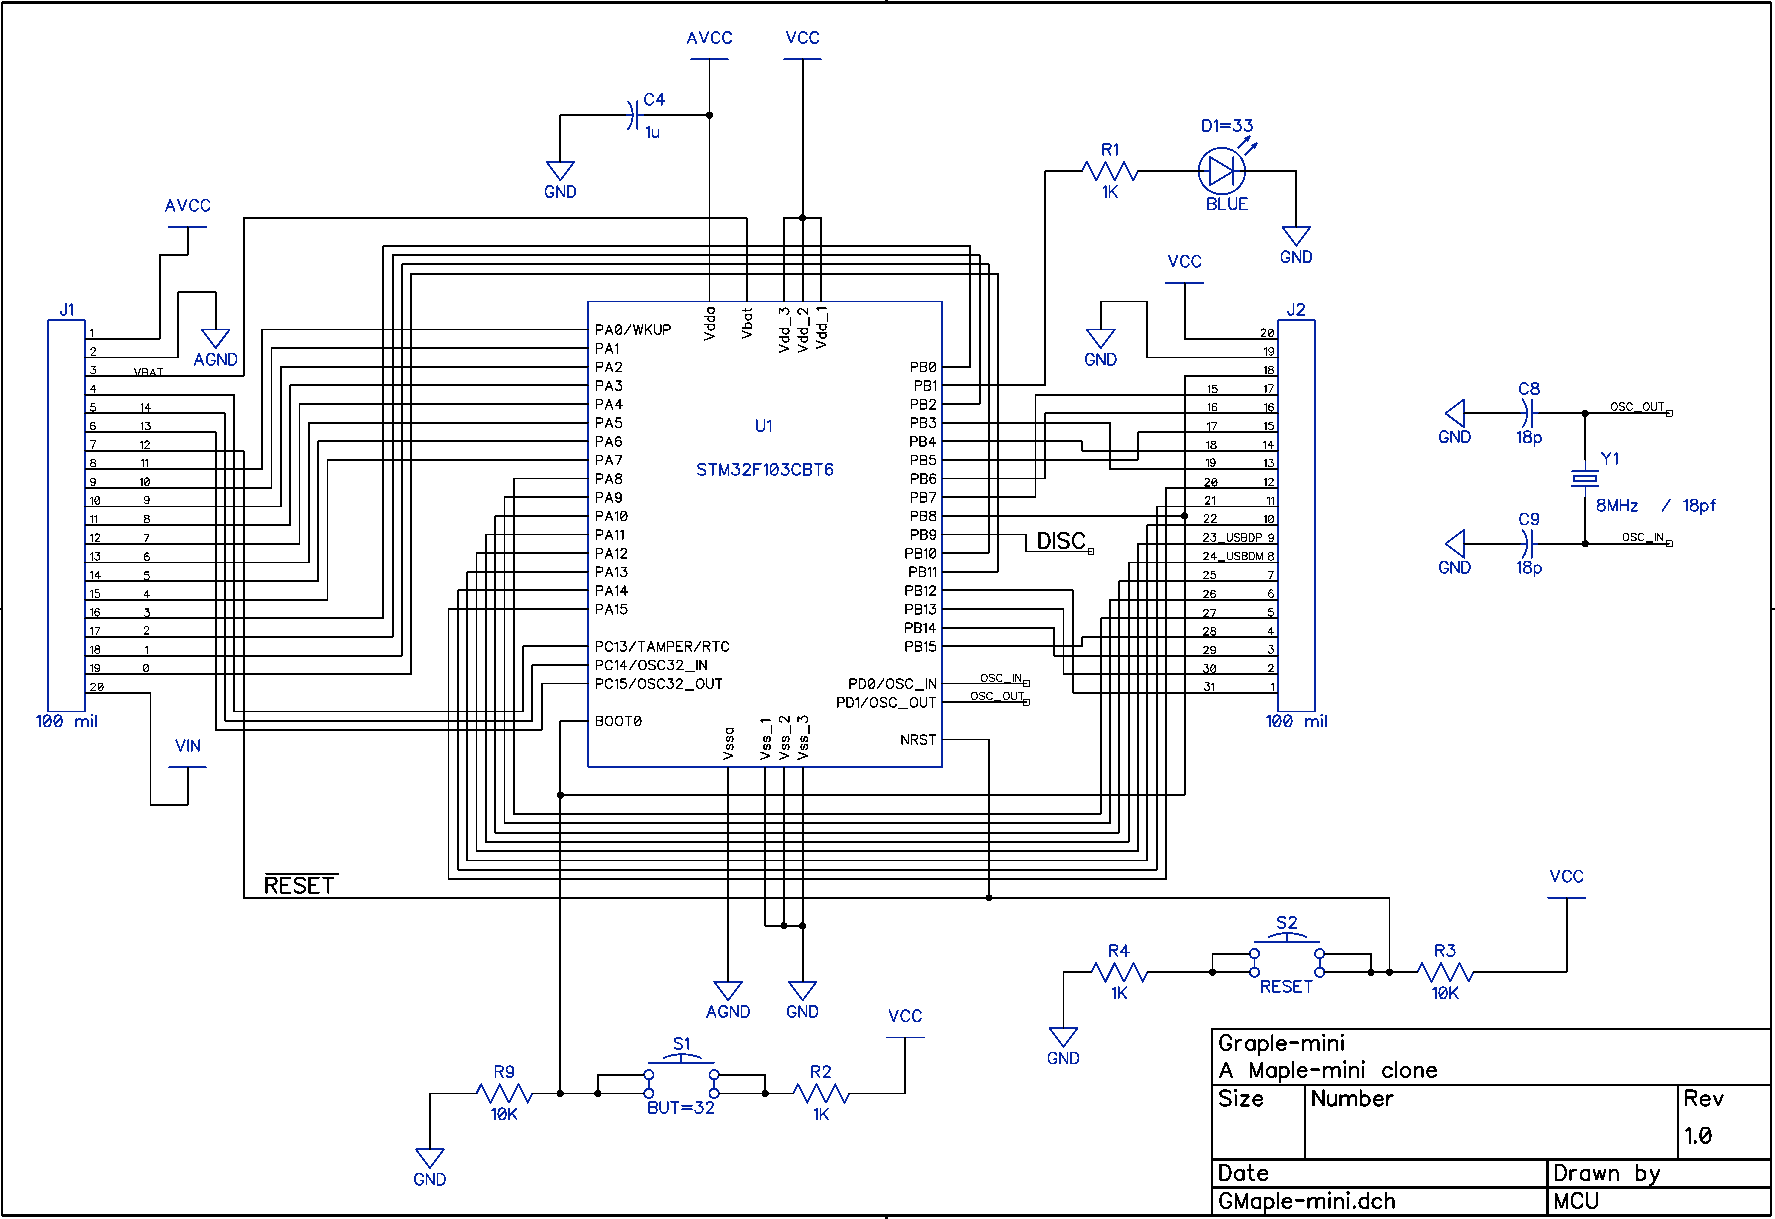 AVCC
VCC
C4
1u
GND
D1=33
R1
1K
BLUE
GND
AVCC
AGND
VCC
GND
J1
1
2
3 VBAT
4
5 14
6 13
7 12
8 11
9 10
10 9
11 8
12 7
13 6
14 5
15 4
16 3
17 2
18 1
19 0
20
100 mil
VIN
Vdda
Vbat
Vdd_3
Vdd_2
Vdd_1
PA0/WKUP
PA1
PA2
PA3
PA4
PA5
PA6
PA7
PA8
PA9
PA10
PA11
PA12
PA13
PA14
PA15
PC13/TAMPER/RTC
PC14/OSC32_IN
PC15/OSC32_OUT
BOOT0
U1
STM32F103CBT6
PB0
PB1
PB2
PB3
PB4
PB5
PB6
PB7
PB8
PB9
PB10
PB11
PB12
PB13
PB14
PB15
PD0/OSC_IN
PD1/OSC_OUT
NRST
Vssa
Vss_1
Vss_2
Vss_3
DISC
OSC_IN
OSC_OUT
J2
20
19
18
15 17
16 16
17 15
18 14
19 13
20 12
21 11
22 10
23_USBDP 9
24_USBDM 8
25 7
26 6
27 5
28 4
29 3
30 2
31 1
100 mil
C8
18p
GND
OSC_OUT
Y1
8MHz / 18pf
C9
18p
GND
OSC_IN
RESET
AGND
GND
VCC
S2
RESET
R4
1K
R3
10K
GND
VCC
S1
BUT=32
R9
10K
R2
1K
GND
Graple-mini
A Maple-mini clone
Size Number Rev
1.0
Date Drawn by
GMaple-mini.dch MCU